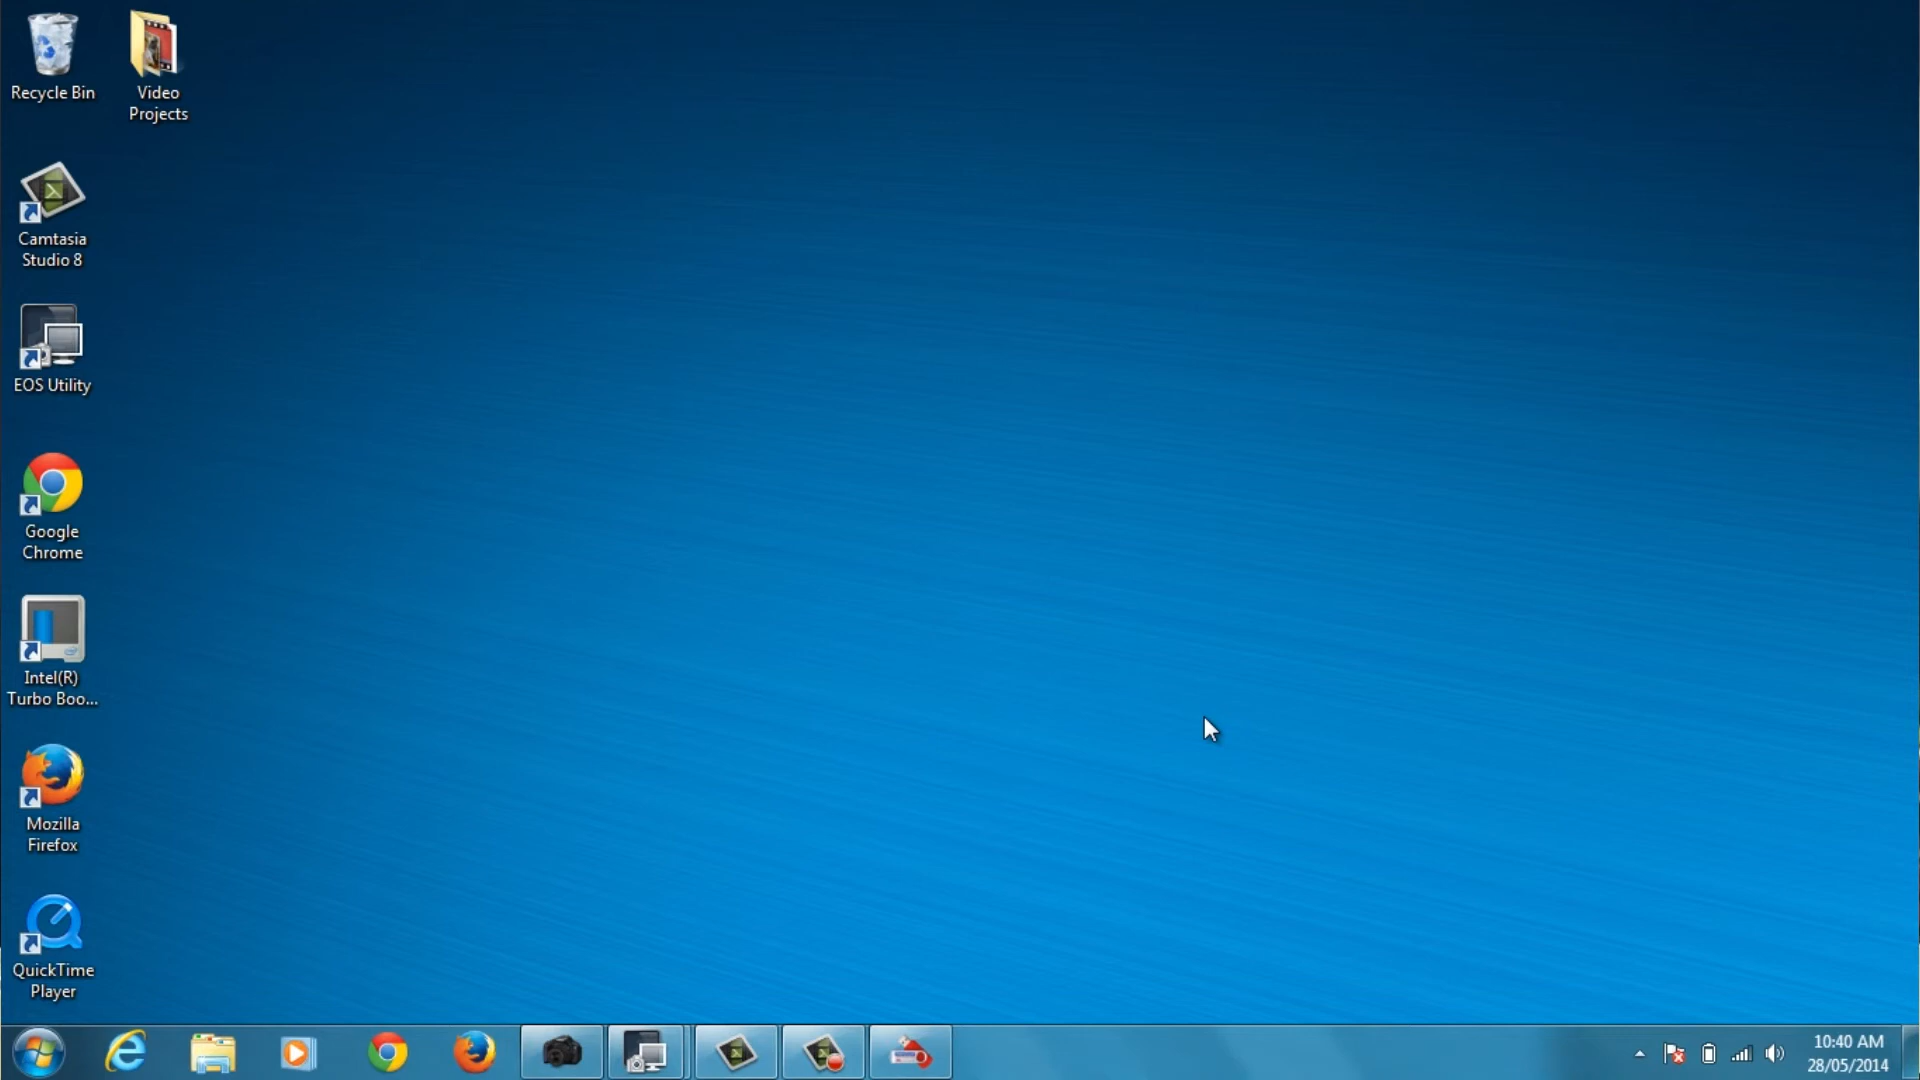 Recycle Bin
Video
Projects
Camtasia
Studio 8
EOS Utility
Google
Chrome
Intel(R)
Turbo Boo...
Mozilla
Firefox
QuickTime
Player
10:40 AM
28/05/2014